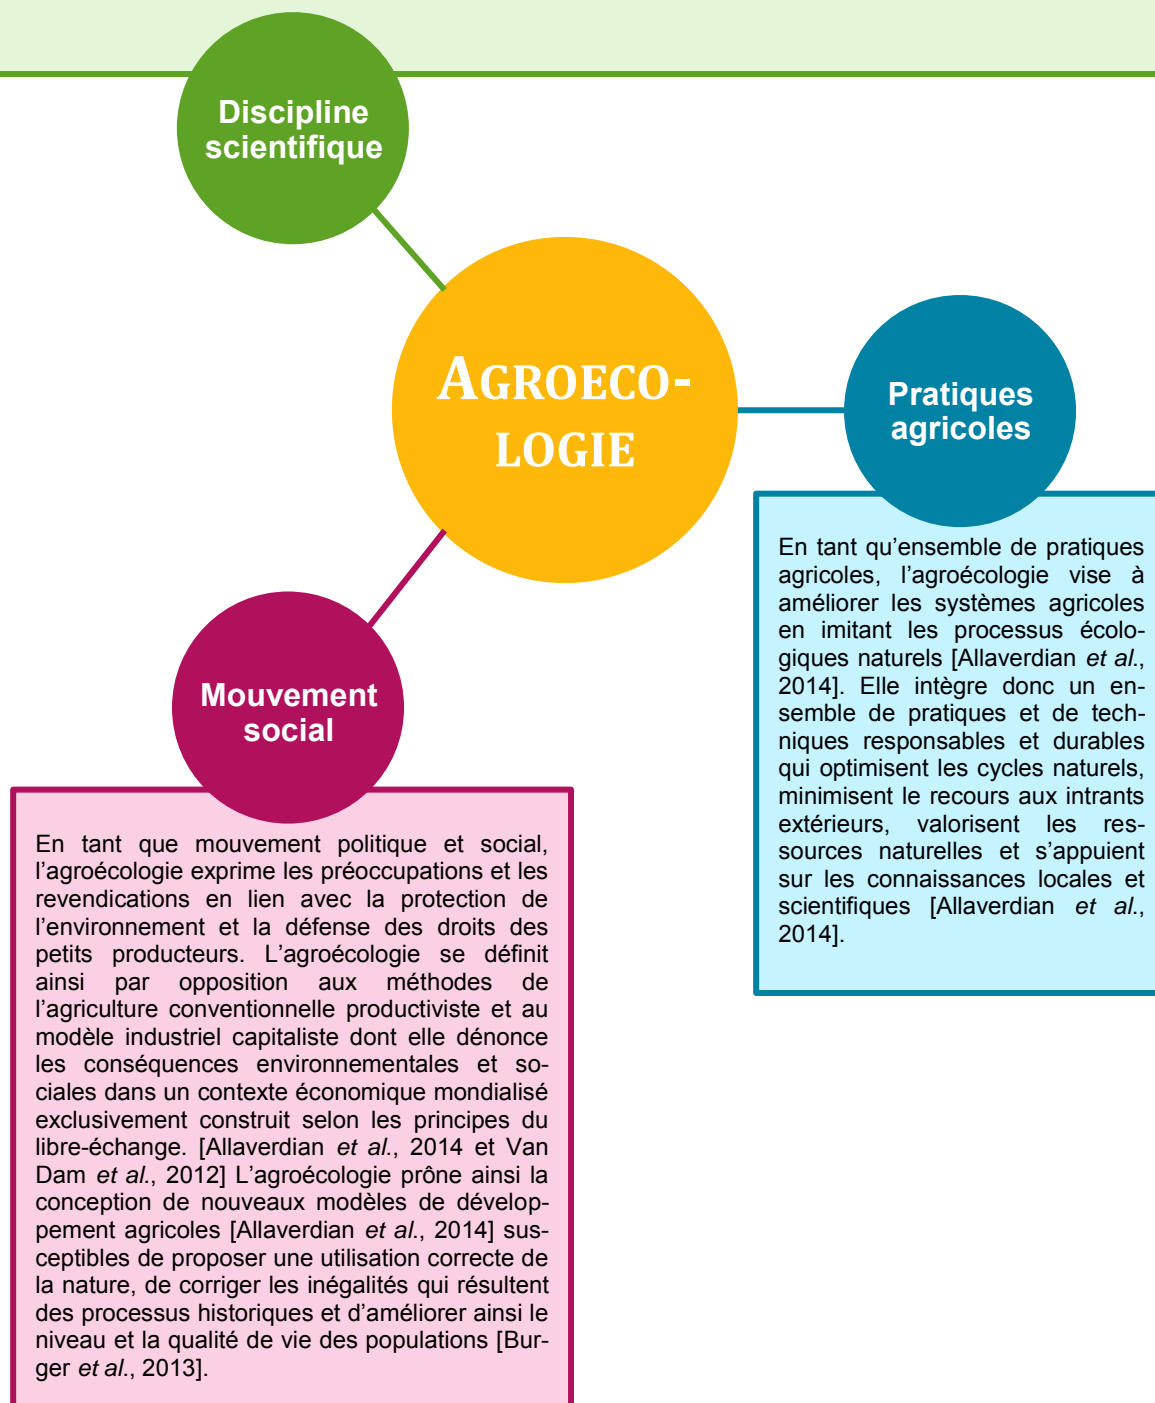 Discipline
scientifique
AGROECO-
LOGIE
Pratiques
agricoles
En tant qu’ensemble de pratiques
agricoles, l’agroécologie vise à
améliorer les systèmes agricoles
en imitant les processus écolo-
giques naturels [Allaverdian et al.,
2014]. Elle intègre donc un en-
semble de pratiques et de tech-
niques responsables et durables
qui optimisent les cycles naturels,
minimisent le recours aux intrants
extérieurs, valorisent les res-
sources naturelles et s’appuient
sur les connaissances locales et
scientifiques [Allaverdian et al.,
2014].
Mouvement
social
En tant que mouvement politique et social,
l’agroécologie exprime les préoccupations et les
revendications en lien avec la protection de
l’environnement et la défense des droits des
petits producteurs. L’agroécologie se définit
ainsi par opposition aux méthodes de
l’agriculture conventionnelle productiviste et au
modèle industriel capitaliste dont elle dénonce
les conséquences environnementales et so-
ciales dans un contexte économique mondialisé
exclusivement construit selon les principes du
libre-échange. [Allaverdian et al., 2014 et Van
Dam et al., 2012] L’agroécologie prône ainsi la
conception de nouveaux modèles de dévelop-
pement agricoles [Allaverdian et al., 2014] sus-
ceptibles de proposer une utilisation correcte de
la nature, de corriger les inégalités qui résultent
des processus historiques et d’améliorer ainsi le
niveau et la qualité de vie des populations [Bur-
ger et al., 2013].